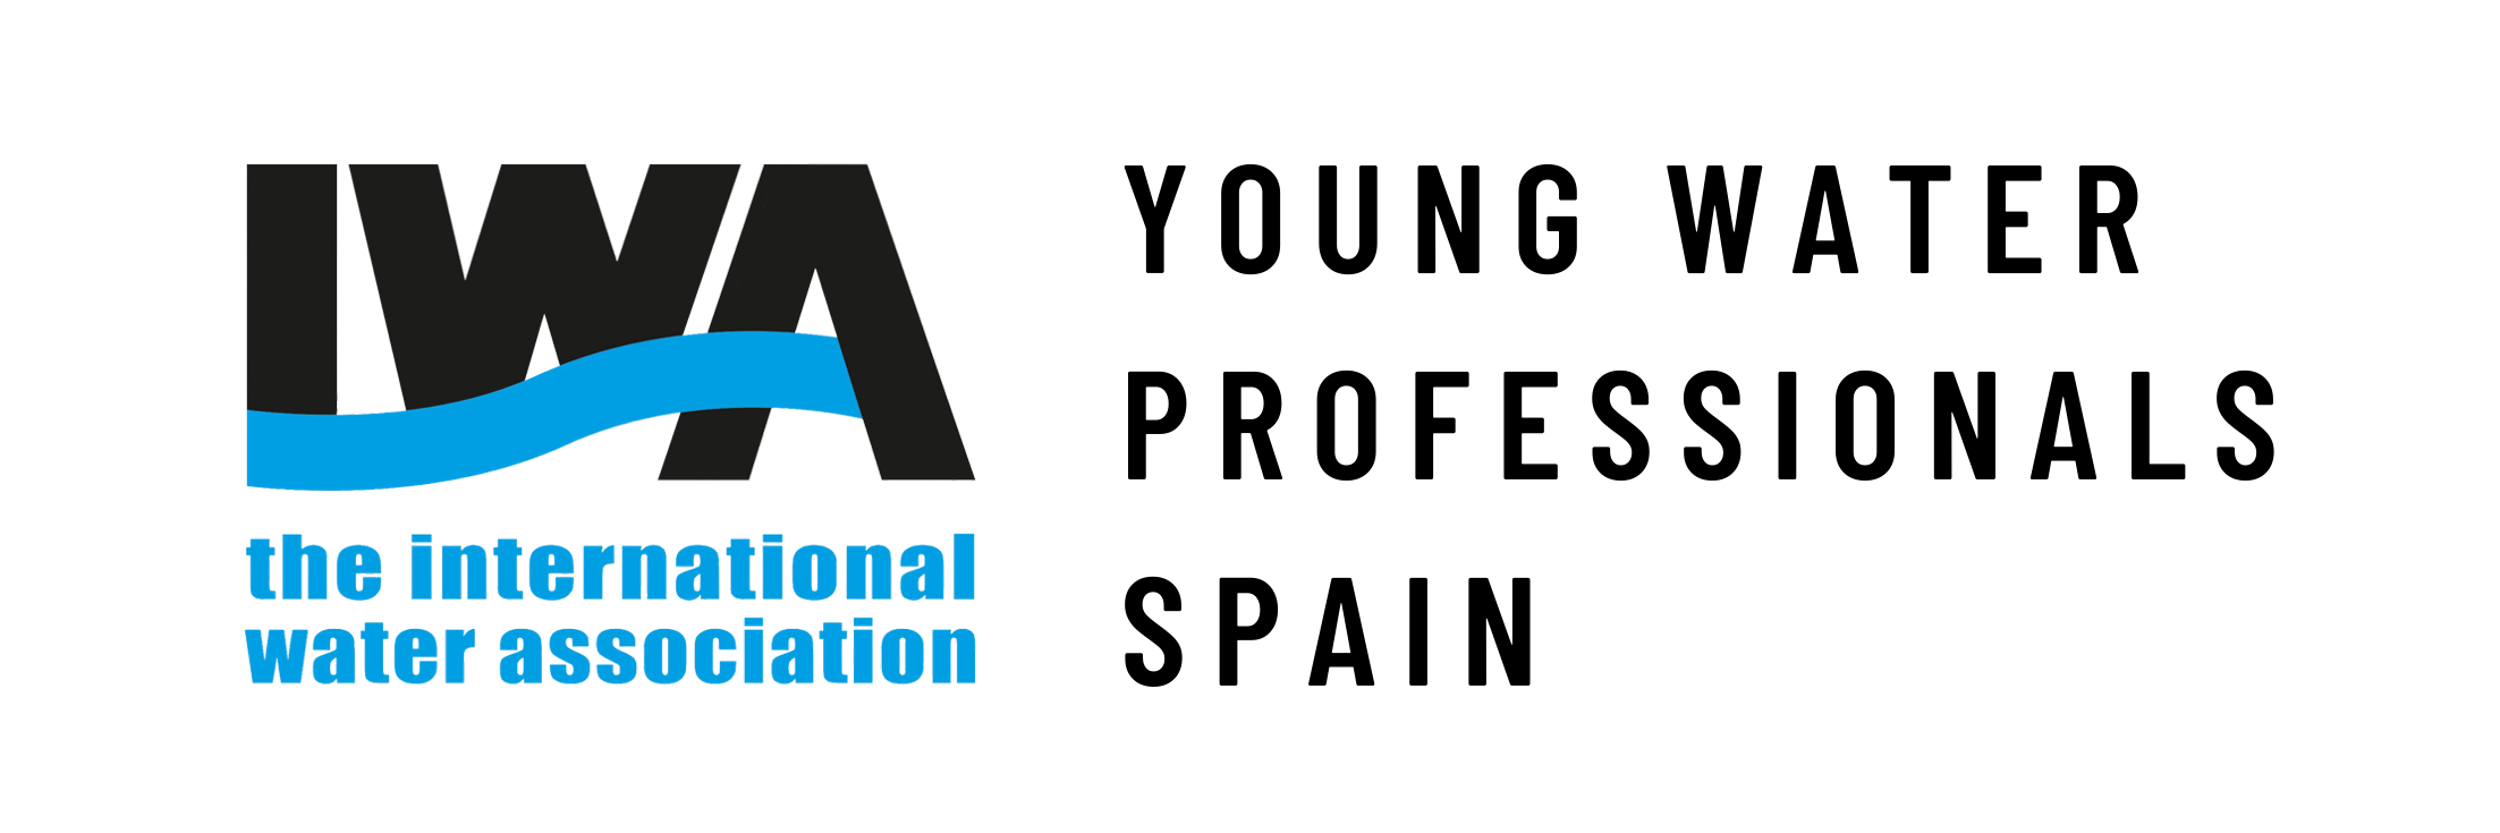 IWA
the international
water association
YOUNG WATER
PROFESSIONALS
SPAIN